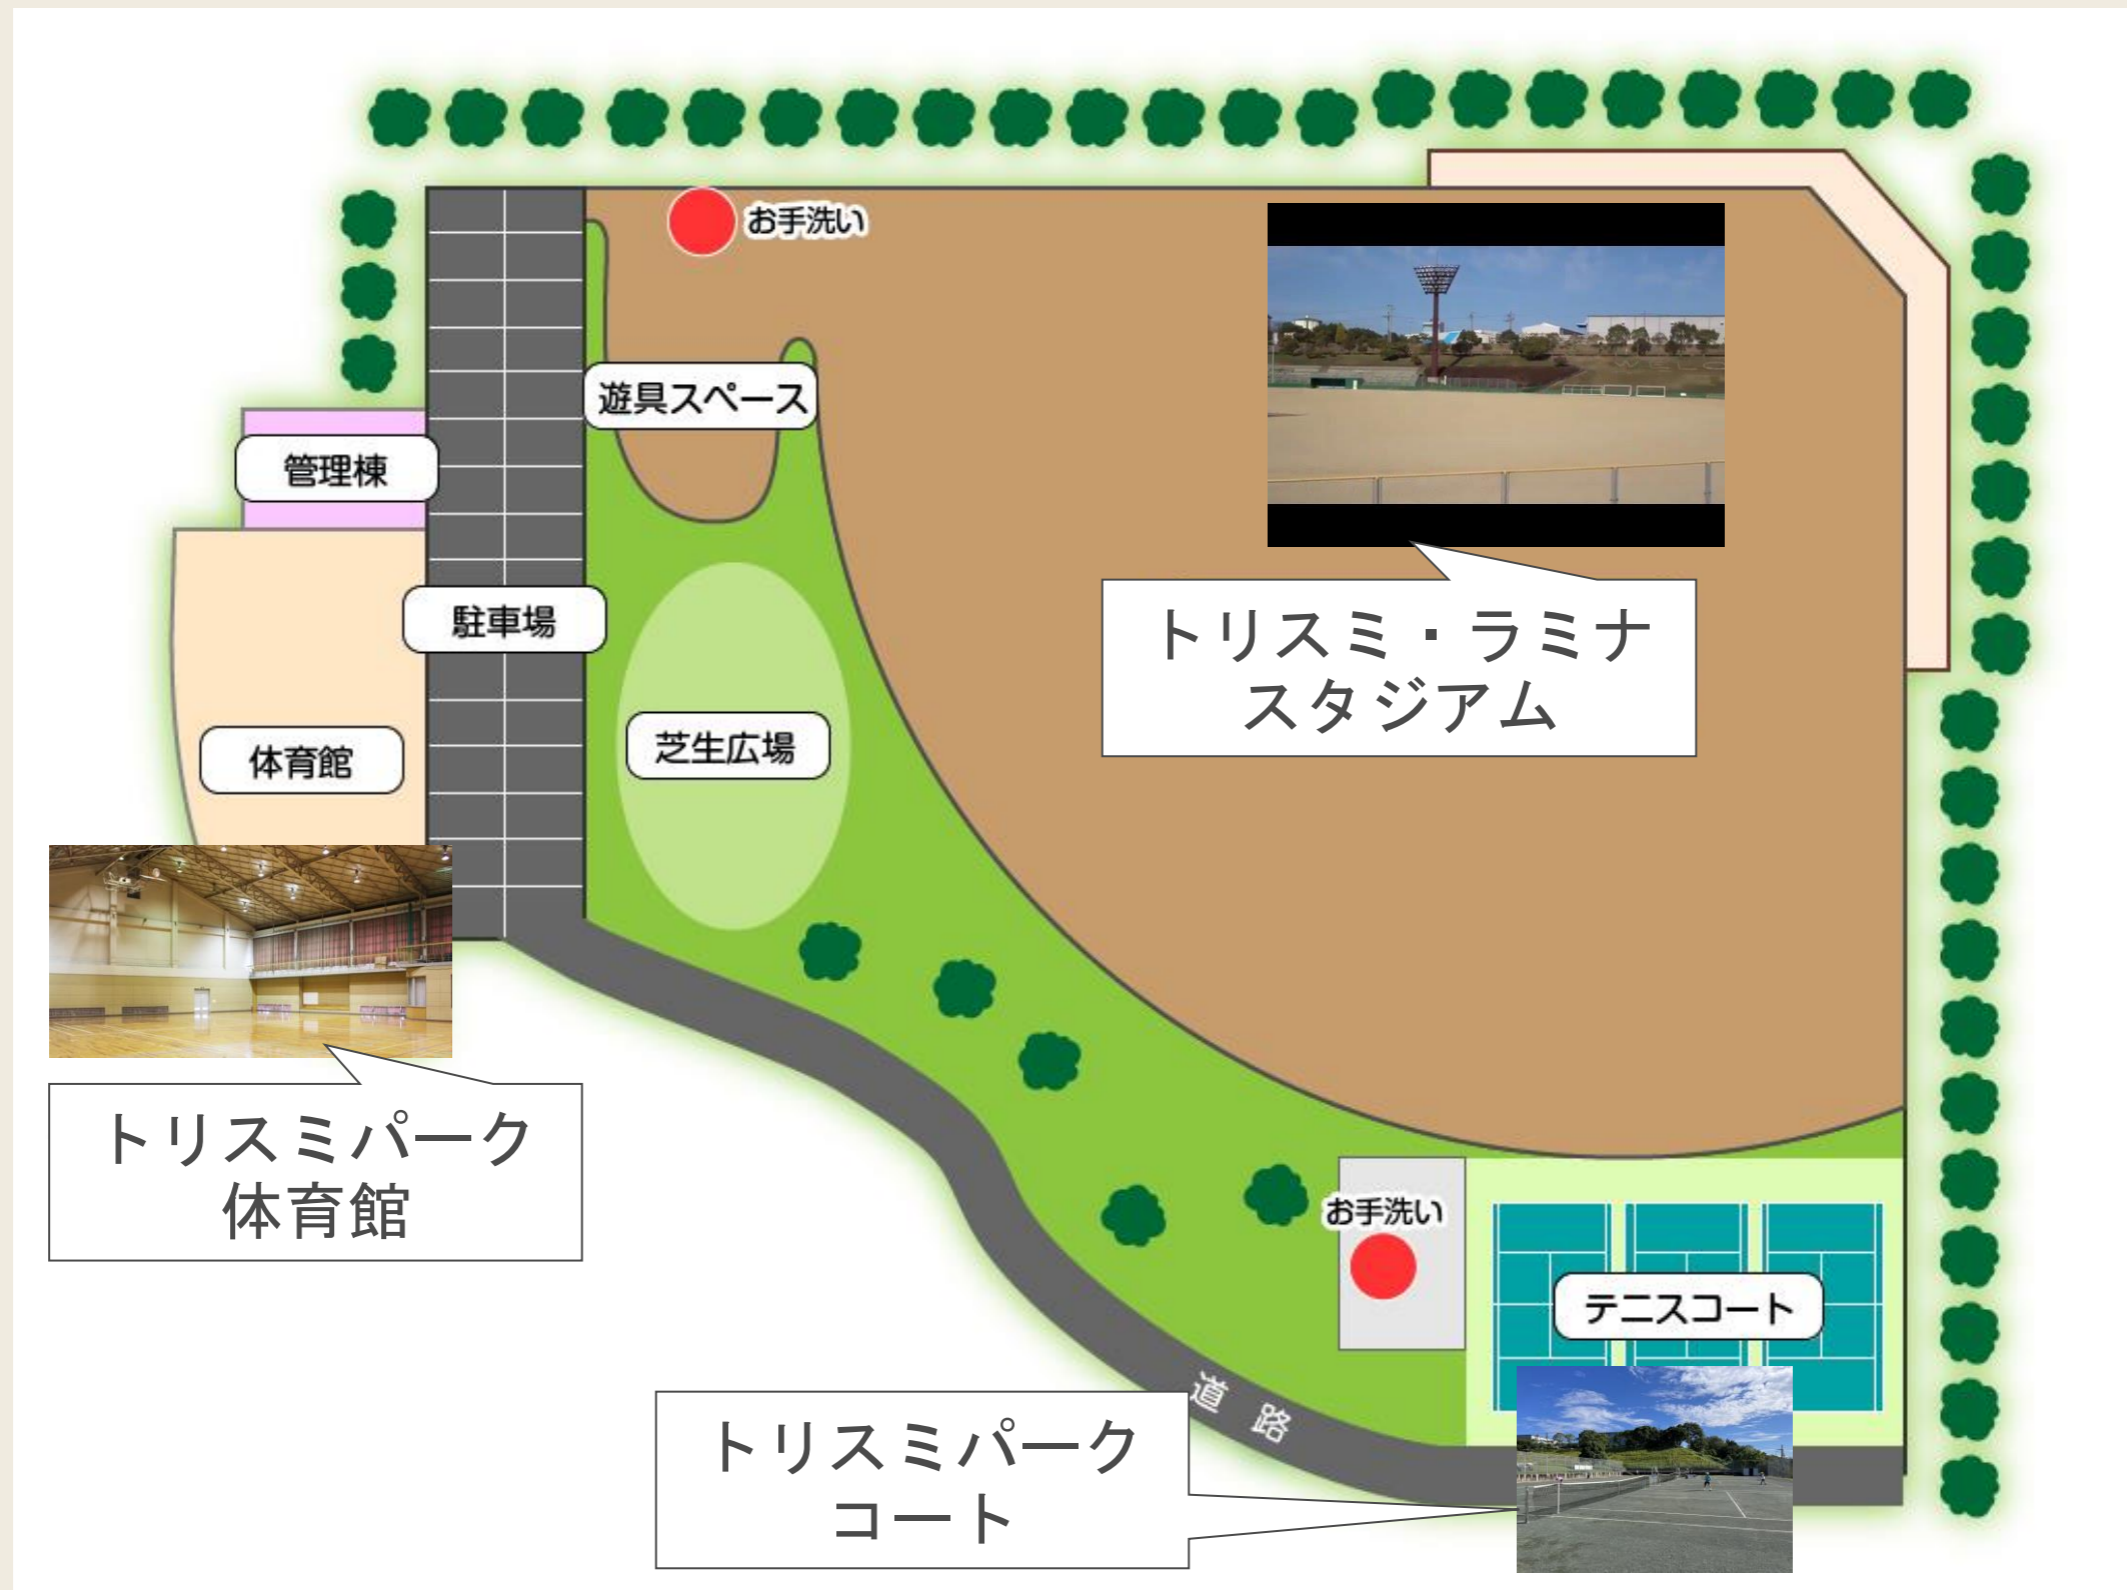 お手洗い
遊具スペース
管理棟
駐車場
トリスミ・ラミナ
スタジアム
芝生広場
体育館
トリスミパーク
体育館
お手洗い
テニスコート
道路
トリスミパーク
コート